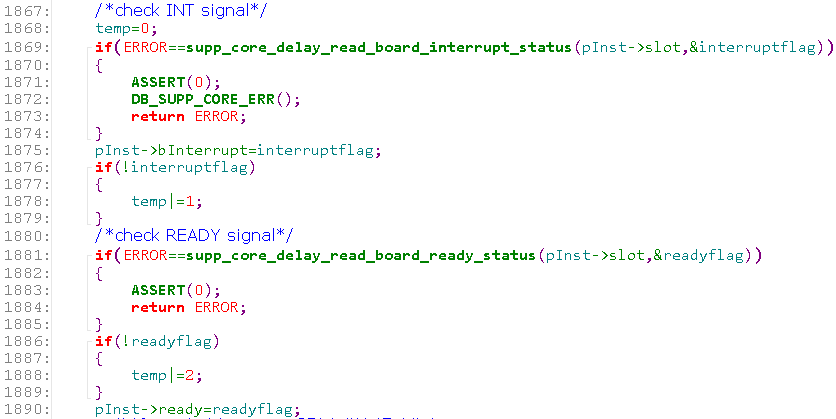 1867: /*check INT signal*/
1868: temp=0;
1869: if(ERROR==supp_core_delay_read_board_interrupt_status(pInst->slot,&interruptflag))
1870: {
1871: ASSERT(0);
1872: DB_SUPP_CORE_ERR();
1873: return ERROR;
1874: }
1875: pInst->bInterrupt=interruptflag;
1876: if(!interruptflag)
1877: {
1878: temp|=1;
1879: }
1880: /*check READY signal*/
1881: if(ERROR==supp_core_delay_read_board_ready_status(pInst->slot,&readyflag))
1882: {
1883: ASSERT(0);
1884: return ERROR;
1885: }
1886: if(!readyflag)
1887: {
1888: temp|=2;
1889: }
1890: pInst->ready=readyflag;